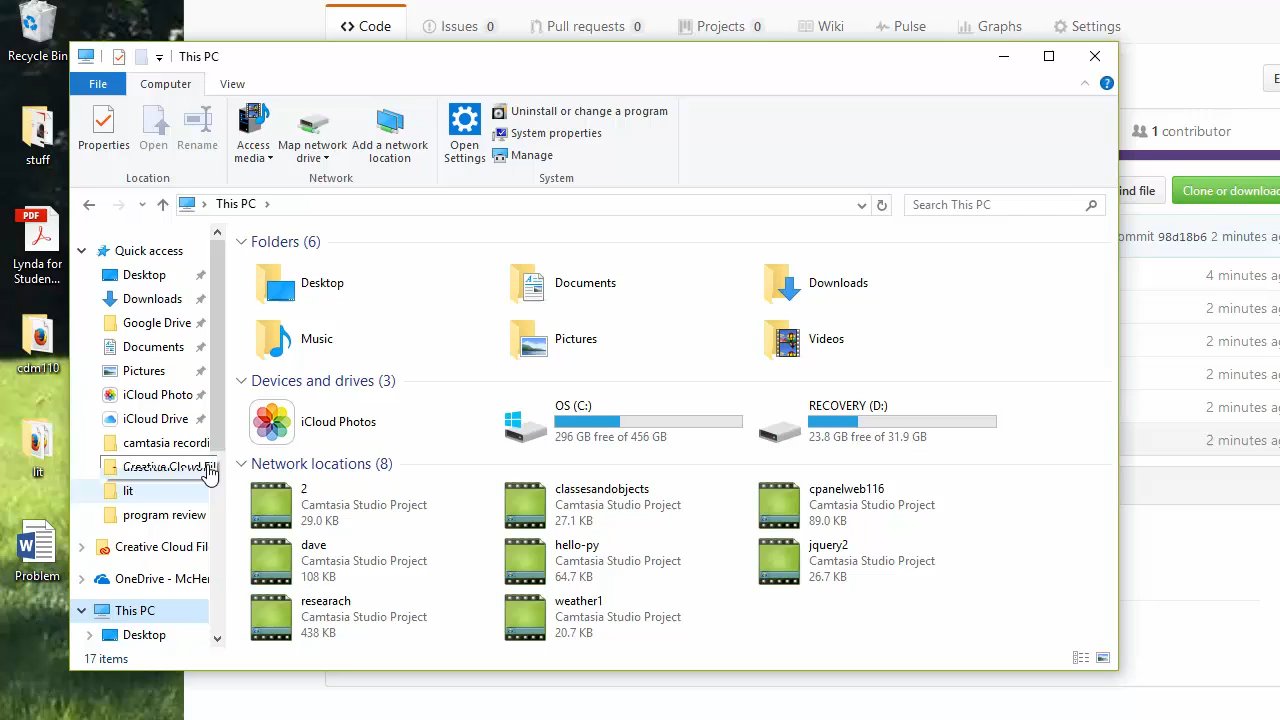 Recycle Bin
stuff
PDF
Lynda for
Studen...
cdm110
lit
Problem
Code
Issues 0
Pull requests 0
Projects 0
Wiki
Pulse
Graphs
Settings
This PC
File
Computer
View
Properties
Open
Rename
Location
Access
media
Map network
drive
Add a network
location
Network
Open
Settings
Uninstall or change a program
System properties
Manage
System
This PC
Search This PC
Quick access
Desktop
Downloads
Google Drive
Documents
Pictures
iCloud Photo
iCloud Drive
camtasia recordi
Creative Cloud Fil
lit
program review
Creative Cloud Fil
OneDrive - McHer
This PC
Desktop
Folders (6)
Desktop
Documents
Downloads
Music
Pictures
Videos
Devices and drives (3)
iCloud Photos
OS (C:)
296 GB free of 456 GB
RECOVERY (D:)
23.8 GB free of 31.9 GB
Network locations (8)
2
Camtasia Studio Project
29.0 KB
classesandobjects
Camtasia Studio Project
27.1 KB
cpanelweb116
Camtasia Studio Project
89.0 KB
dave
Camtasia Studio Project
108 KB
hello-py
Camtasia Studio Project
64.7 KB
jquery2
Camtasia Studio Project
26.7 KB
researach
Camtasia Studio Project
438 KB
weather1
Camtasia Studio Project
20.7 KB
17 items
1 contributor
ind file
Clone or download
ommit 98d18b6 2 minutes ag
4 minutes ag
2 minutes ag
2 minutes ag
2 minutes ag
2 minutes ag
2 minutes ag